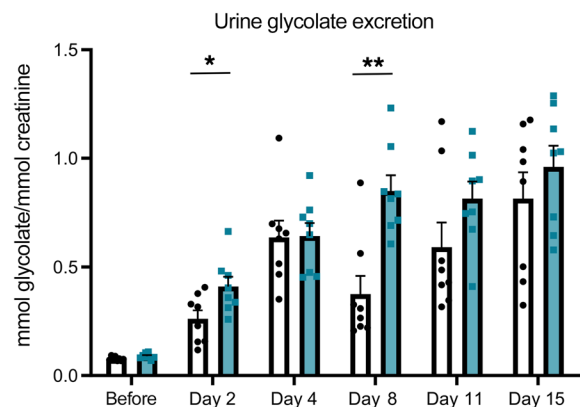 Urine glycolate excretion
mmol glycolate/mmol creatinine
1.5
1.0
0.5
0.0
*
**
Before Day 2 Day 4 Day 8 Day 11 Day 15